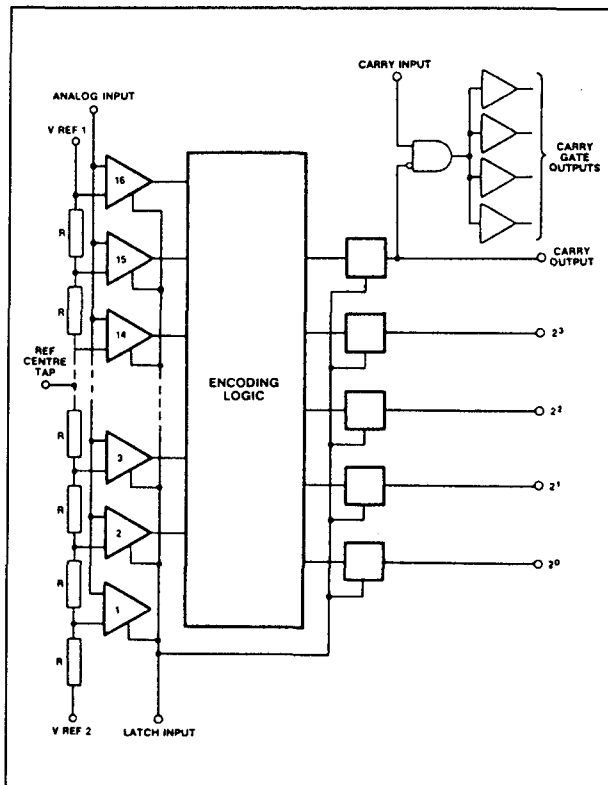 CARRY INPUT
ANALOG INPUT
V REF 1
16
CARRY
GATE
OUTPUTS
R
15
CARRY
OUTPUT
R
14
2³
REF
CENTRE
TAP
ENCODING
LOGIC
2²
R
3
2¹
R
2
2⁰
R
1
R
V REF 2
LATCH INPUT